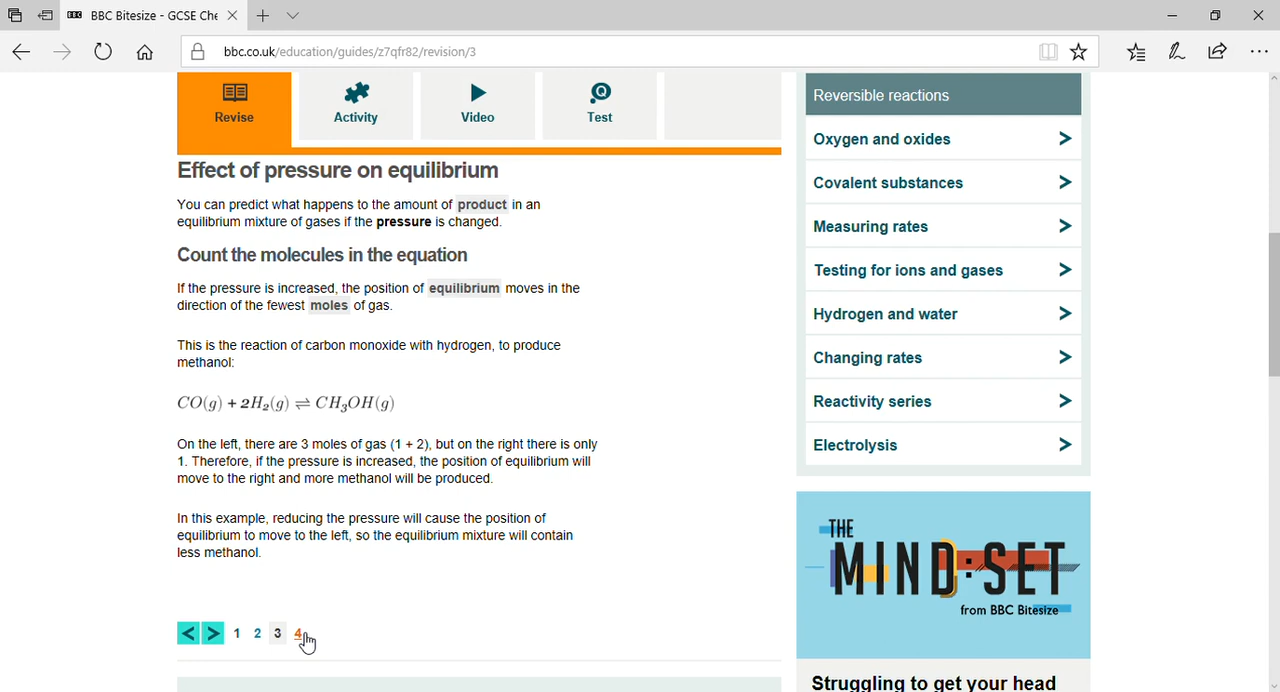 BBC Bitesize - GCSE Che
bbc.co.uk/education/guides/z7qfr82/revision/3
Revise
Activity
Video
Test
Effect of pressure on equilibrium
You can predict what happens to the amount of product in an
equilibrium mixture of gases if the pressure is changed.
Count the molecules in the equation
If the pressure is increased, the position of equilibrium moves in the
direction of the fewest moles of gas.
This is the reaction of carbon monoxide with hydrogen, to produce
methanol:
CO(g) + 2H₂(g) ⇌ CH₃OH(g)
On the left, there are 3 moles of gas (1 + 2), but on the right there is only
1. Therefore, if the pressure is increased, the position of equilibrium will
move to the right and more methanol will be produced.
In this example, reducing the pressure will cause the position of
equilibrium to move to the left, so the equilibrium mixture will contain
less methanol.
< > 1 2 3 4
Reversible reactions
Oxygen and oxides >
Covalent substances >
Measuring rates >
Testing for ions and gases >
Hydrogen and water >
Changing rates >
Reactivity series >
Electrolysis >
THE
MIND:SET
from BBC Bitesize
Struggling to get your head